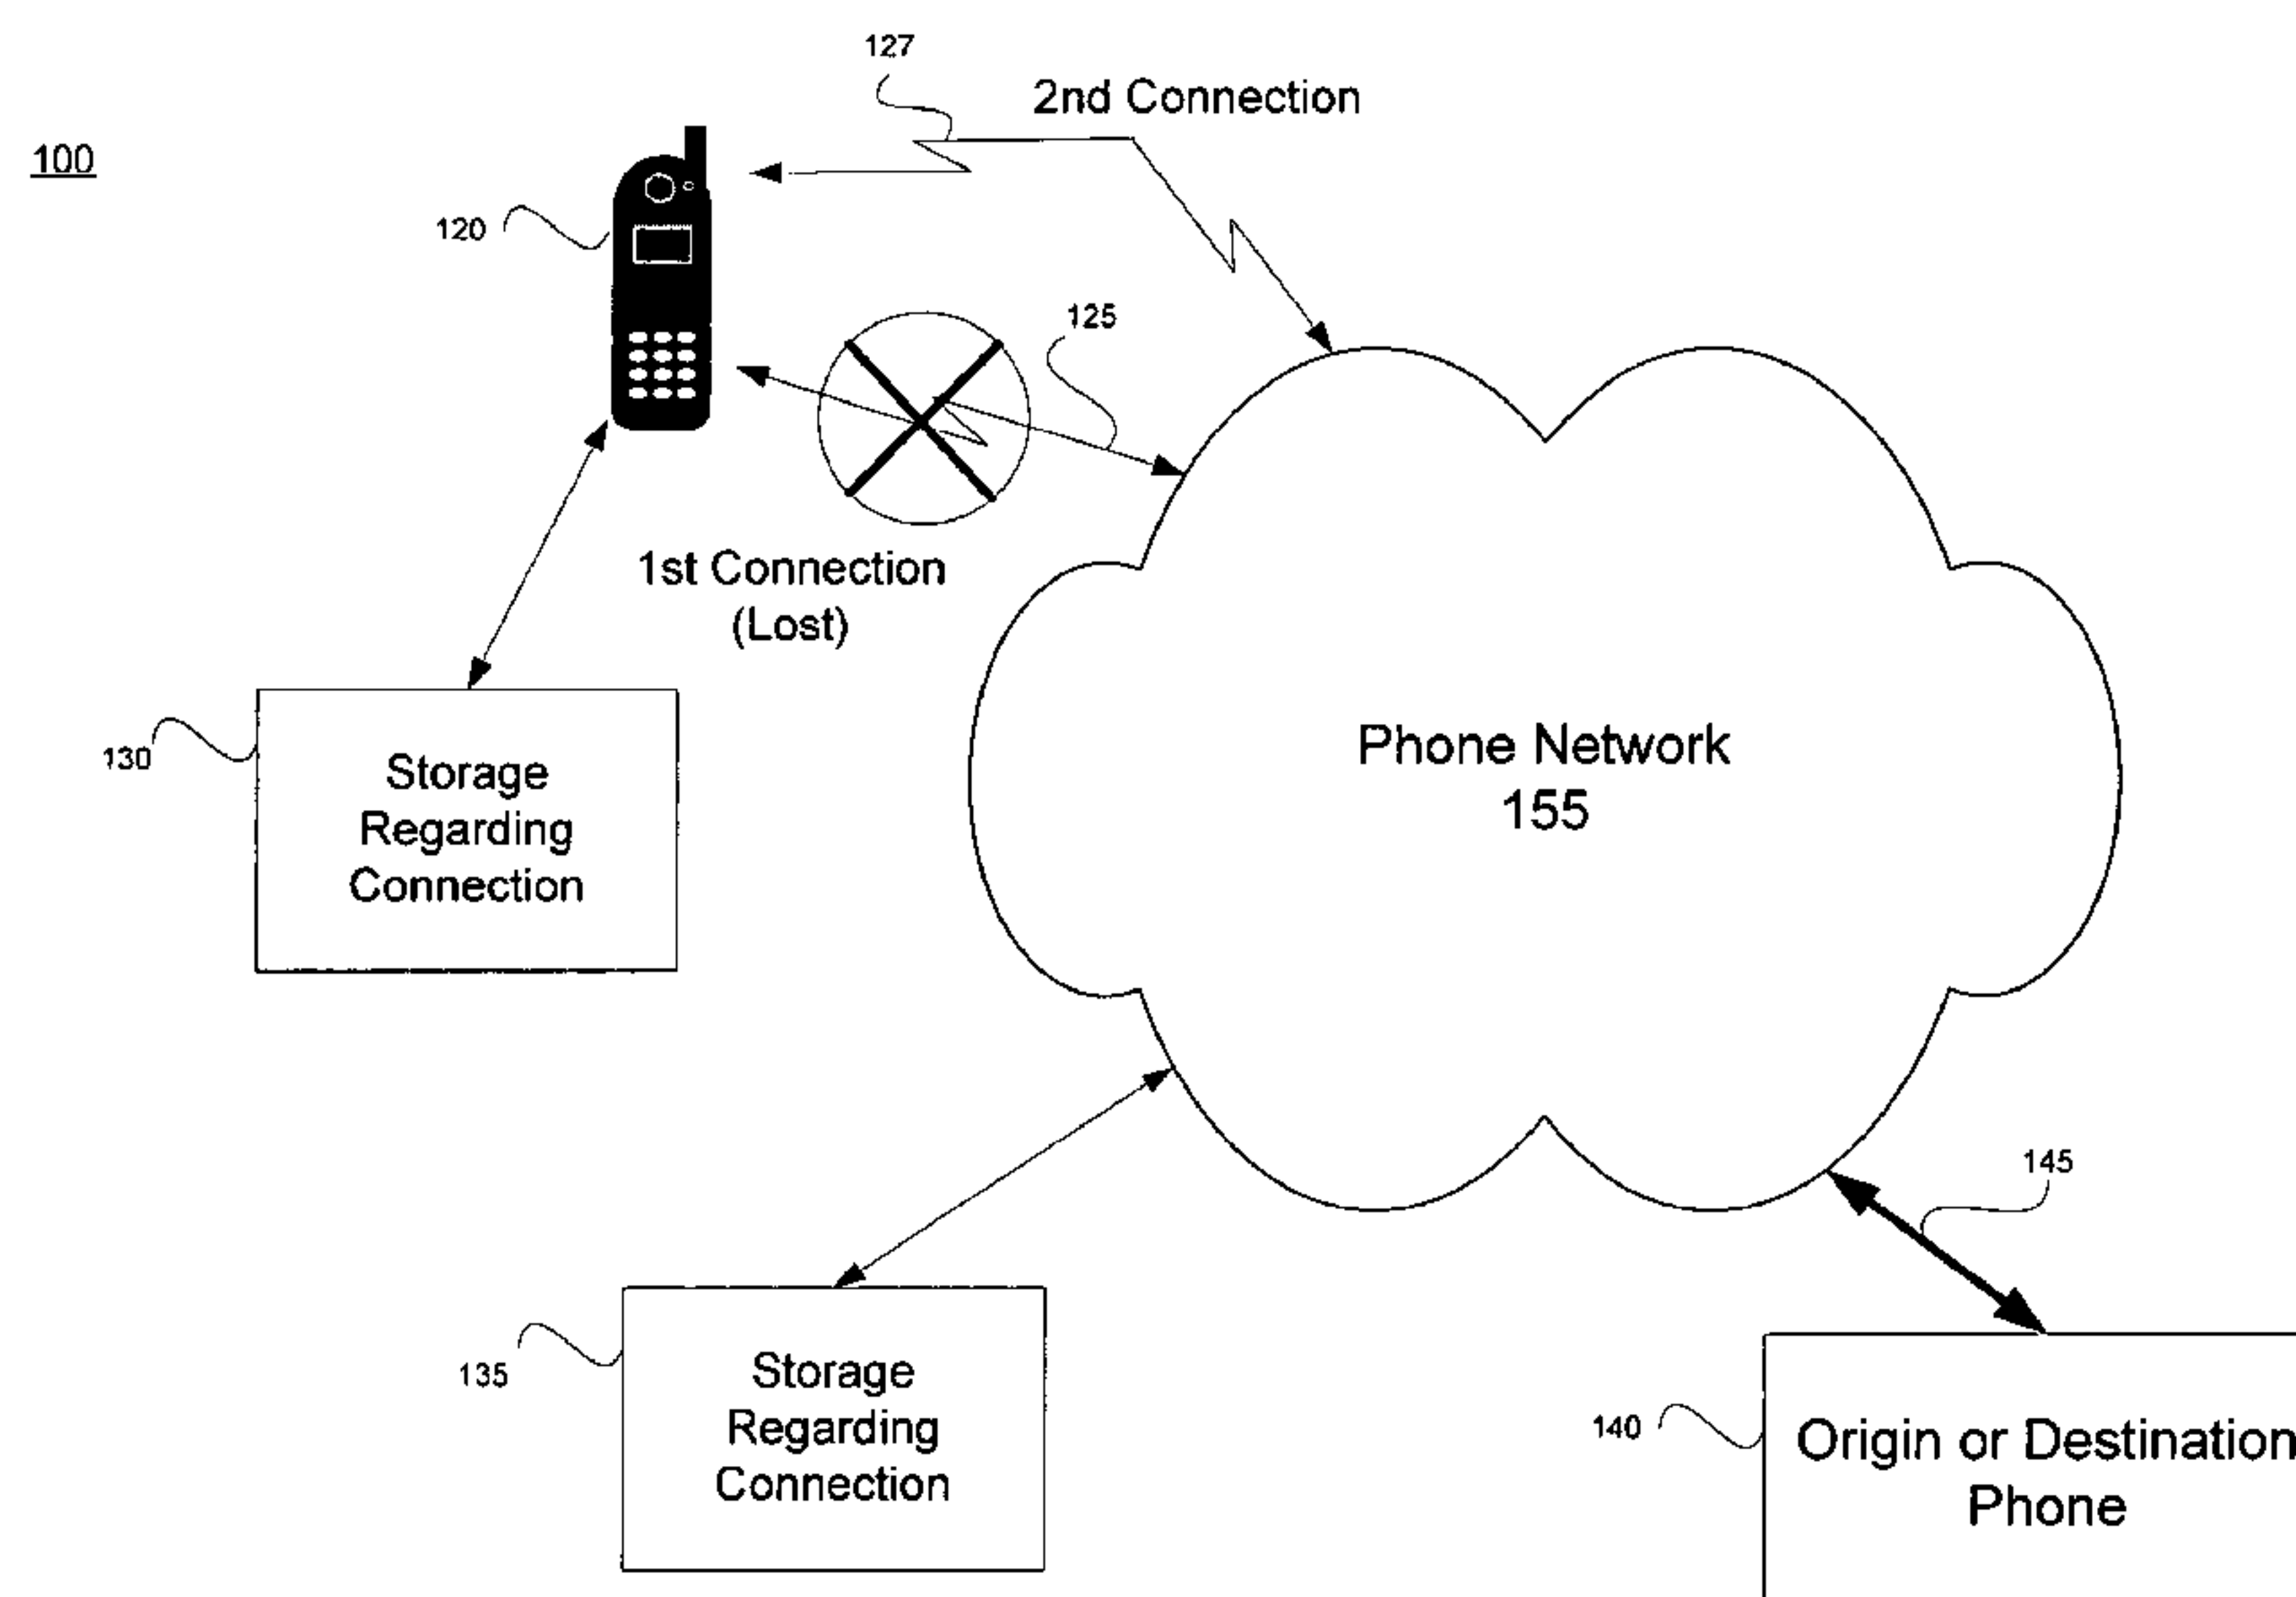 127
2nd Connection
100
120
125
1st Connection
(Lost)
130
Storage
Regarding
Connection
Phone Network
155
145
135
Storage
Regarding
Connection
140
Origin or Destination
Phone